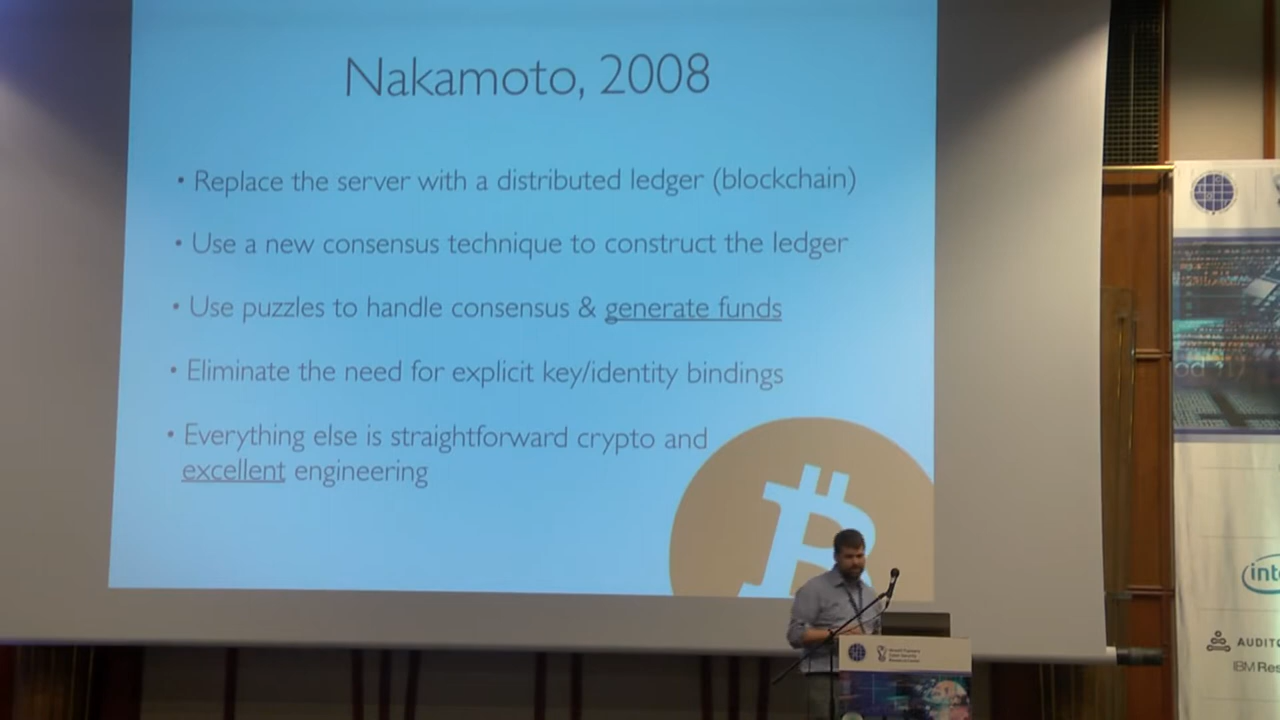 Nakamoto, 2008
• Replace the server with a distributed ledger (blockchain)
• Use a new consensus technique to construct the ledger
• Use puzzles to handle consensus & generate funds
• Eliminate the need for explicit key/identity bindings
• Everything else is straightforward crypto and
excellent engineering
inte
AUDITO
IBM Res